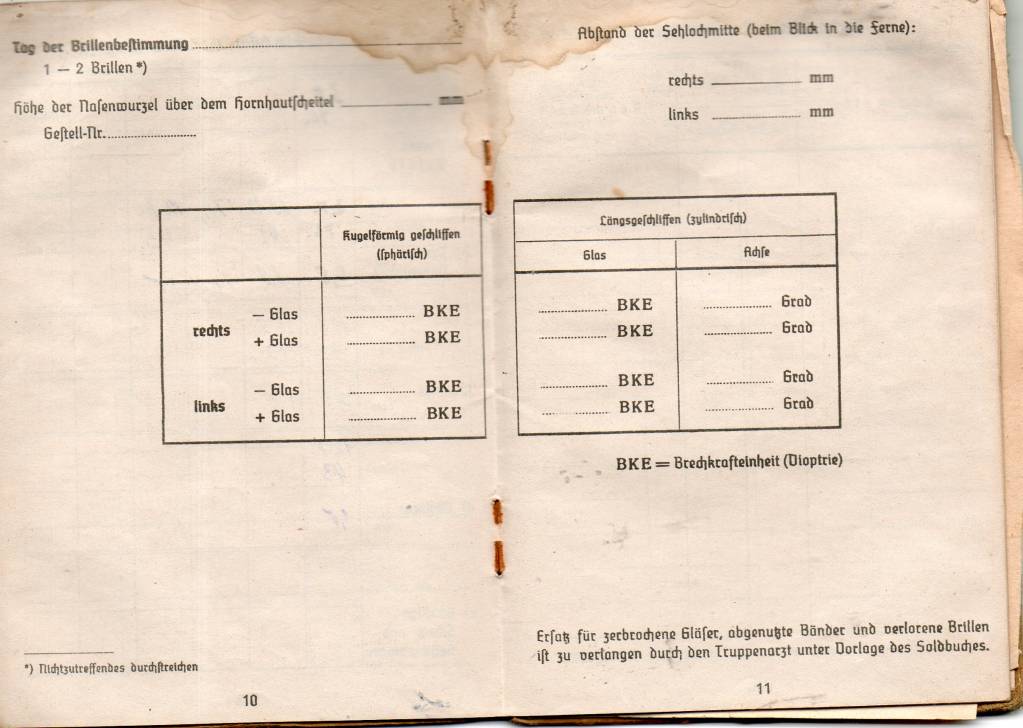 Tag der Brillenbestimmung
1 — 2 Brillen *)
Höhe der Nasenwurzel über dem Hornhautscheitel ________ mm
Gestell-Nr.
Kugelförmig geschliffen
(sphärisch)
rechts
— Glas ........ BKE
+ Glas ........ BKE
links
— Glas ........ BKE
+ Glas ........ BKE
*) Nichtzutreffendes durchstreichen
10
Abstand der Sehlochmitte (beim Blick in die Ferne):
rechts ________ mm
links ________ mm
Längsgeschliffen (zylindrisch)
Glas Achse
........ BKE ........ Grad
........ BKE ........ Grad
........ BKE ........ Grad
........ BKE ........ Grad
BKE = Brechkrafteinheit (Dioptrie)
Ersatz für zerbrochene Gläser, abgenutzte Bänder und verlorene Brillen
ist zu verlangen durch den Truppenarzt unter Vorlage des Soldbuches.
11